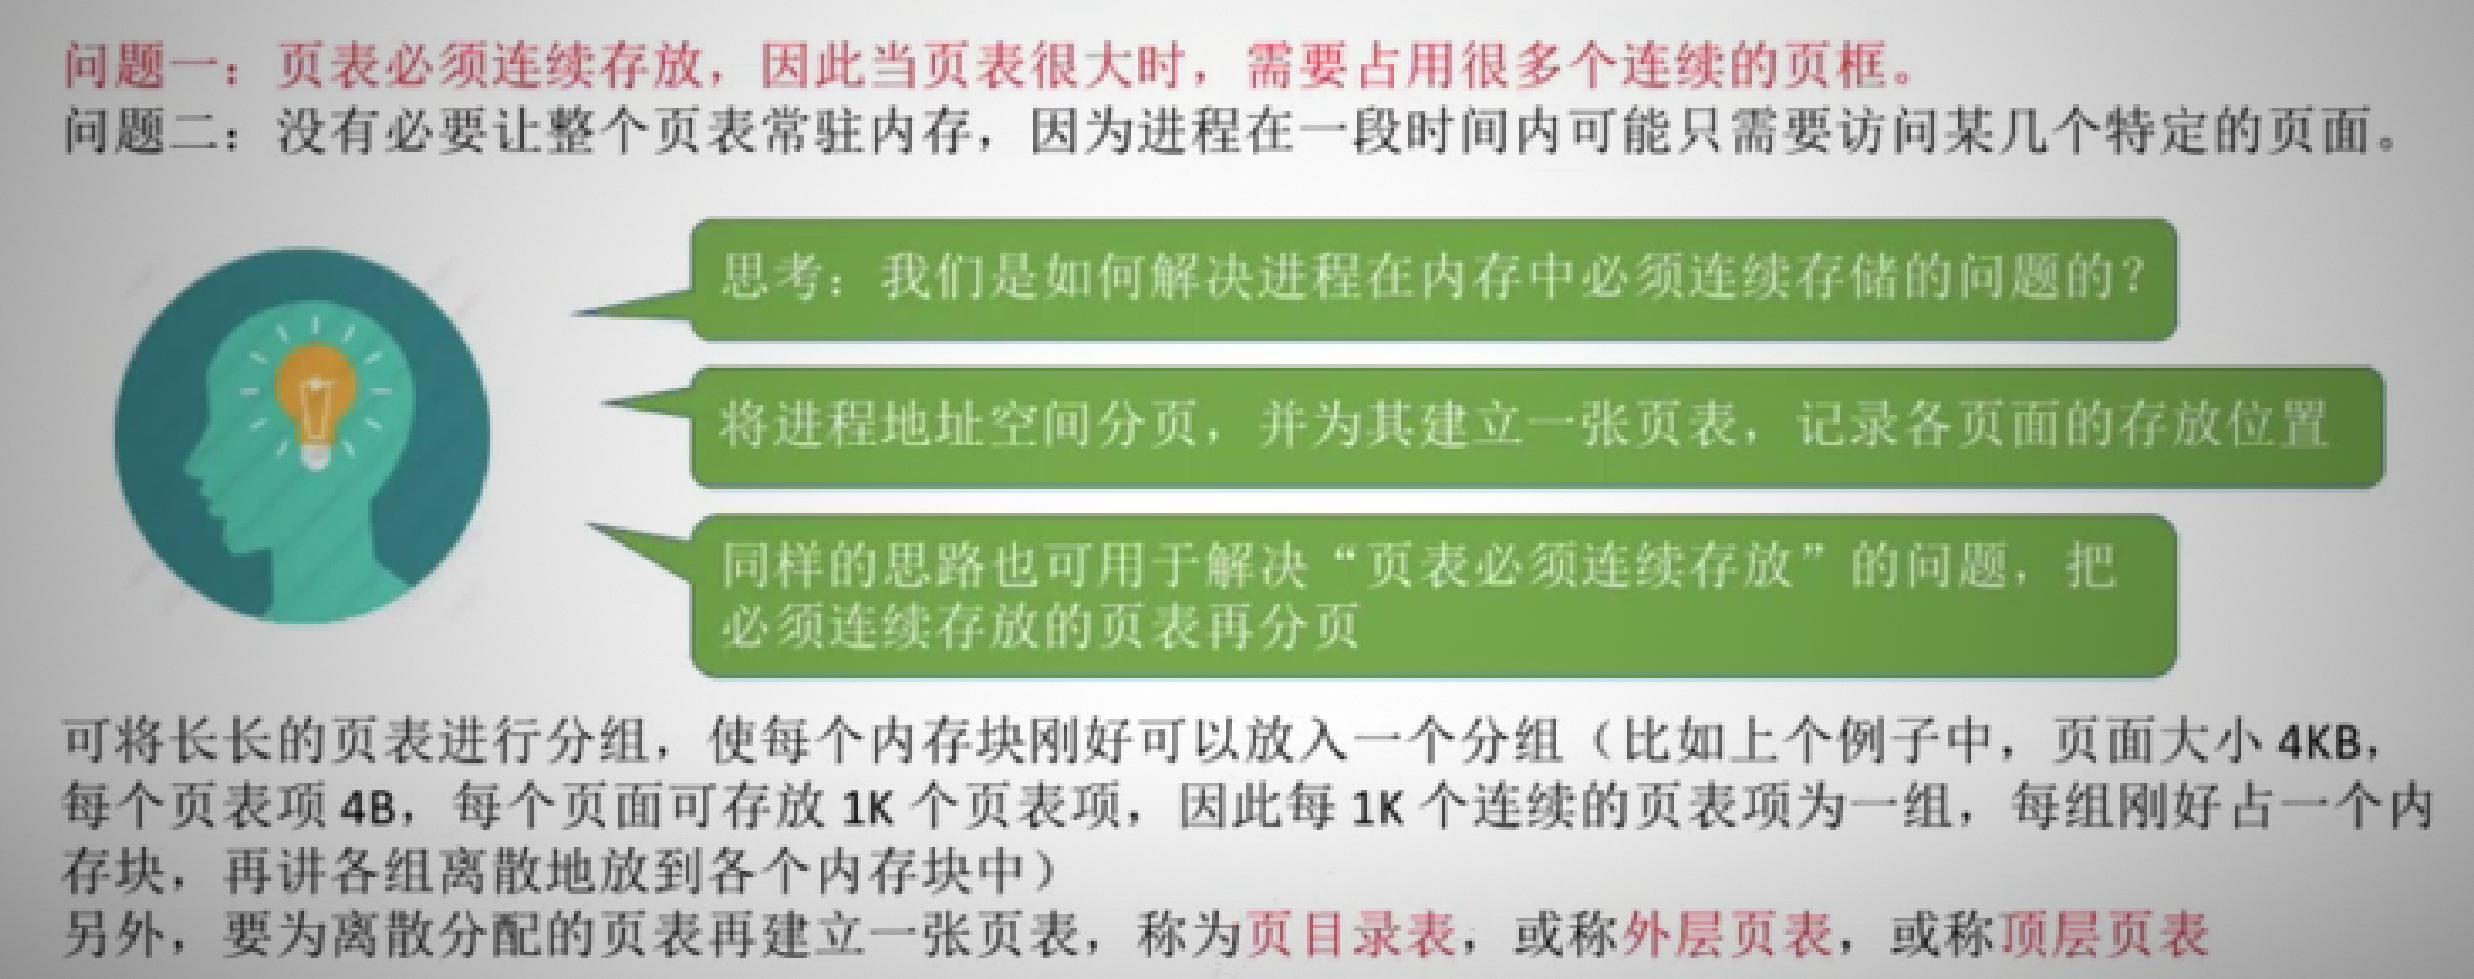 问题一：页表必须连续存放，因此当页表很大时，需要占用很多个连续的页框。
问题二：没有必要让整个页表常驻内存，因为进程在一段时间内可能只需要访问某几个特定的页面。
思考：我们是如何解决进程在内存中必须连续存储的问题的？
将进程地址空间分页，并为其建立一张页表，记录各页面的存放位置
同样的思路也可用于解决“页表必须连续存放”的问题，把
必须连续存放的页表再分页
可将长长的页表进行分组，使每个内存块刚好可以放入一个分组（比如上个例子中，页面大小 4KB，
每个页表项 4B，每个页面可存放 1K 个页表项，因此每 1K 个连续的页表项为一组，每组刚好占一个内
存块，再讲各组离散地放到各个内存块中）
另外，要为离散分配的页表再建立一张页表，称为页目录表，或称外层页表，或称顶层页表